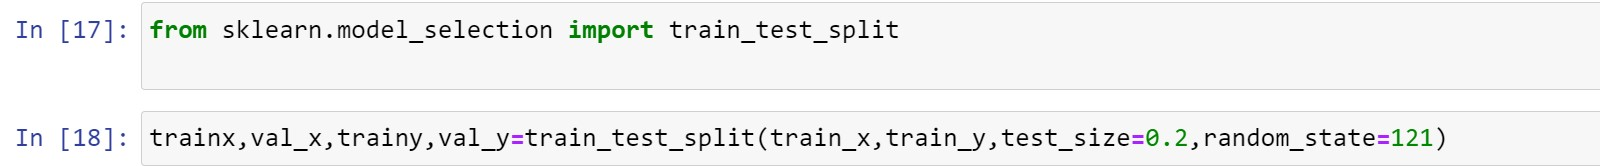 In [17]: from sklearn.model_selection import train_test_split
In [18]: trainx,val_x,trainy,val_y=train_test_split(train_x,train_y,test_size=0.2,random_state=121)